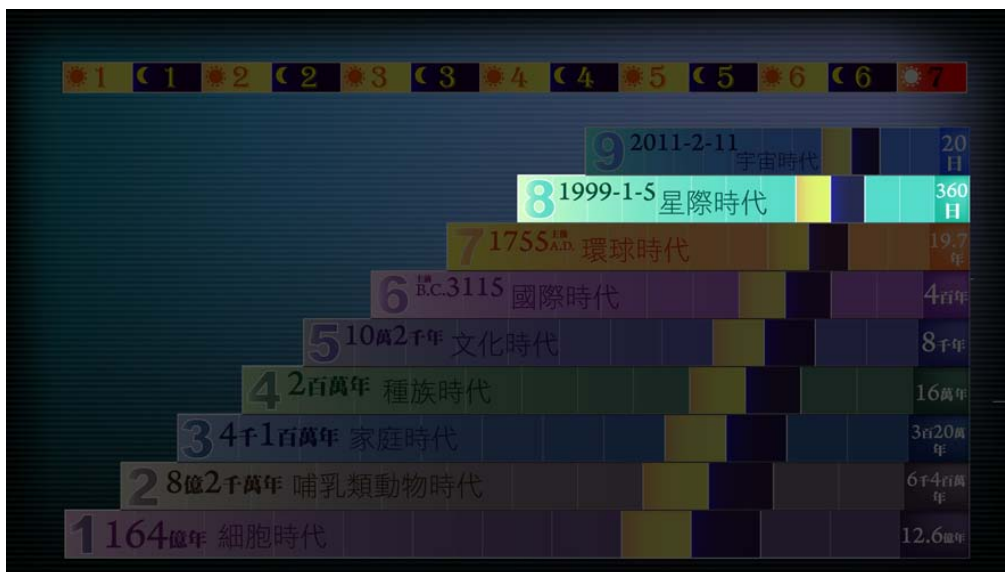 1 1 2 2 3 3 4 4 5 5 6 6 7
9 2011-2-11 宇宙時代 20日
8 1999-1-5 星際時代 360日
7 1755 主後 A.D. 環球時代 19.7年
6 主前 B.C.3115 國際時代 4百年
5 10萬2千年 文化時代 8千年
4 2百萬年 種族時代 16萬年
3 4千1百萬年 家庭時代 3百20萬年
2 8億2千萬年 哺乳類動物時代 6千4百萬年
1 164億年 細胞時代 12.6億年